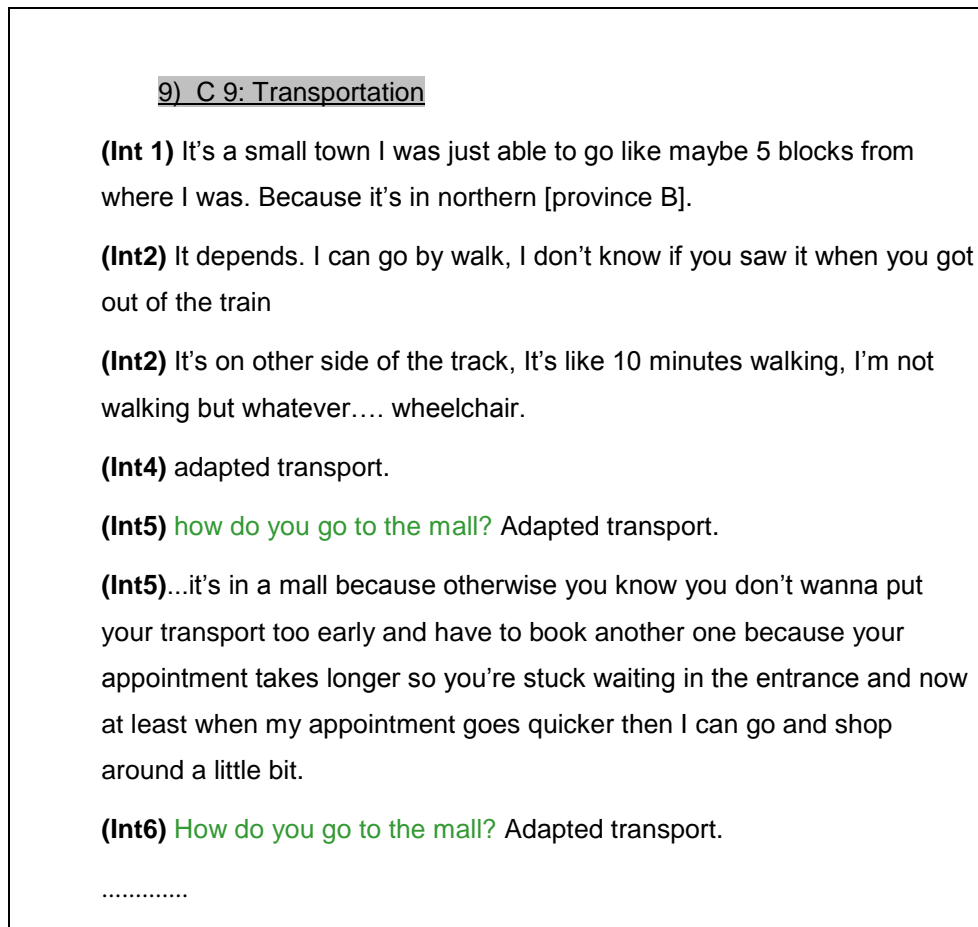 9) C 9: Transportation
(Int 1) It’s a small town I was just able to go like maybe 5 blocks from
where I was. Because it’s in northern [province B].
(Int2) It depends. I can go by walk, I don’t know if you saw it when you got
out of the train
(Int2) It’s on other side of the track, It’s like 10 minutes walking, I’m not
walking but whatever…. wheelchair.
(Int4) adapted transport.
(Int5) how do you go to the mall? Adapted transport.
(Int5)...it’s in a mall because otherwise you know you don’t wanna put
your transport too early and have to book another one because your
appointment takes longer so you’re stuck waiting in the entrance and now
at least when my appointment goes quicker then I can go and shop
around a little bit.
(Int6) How do you go to the mall? Adapted transport.
.............